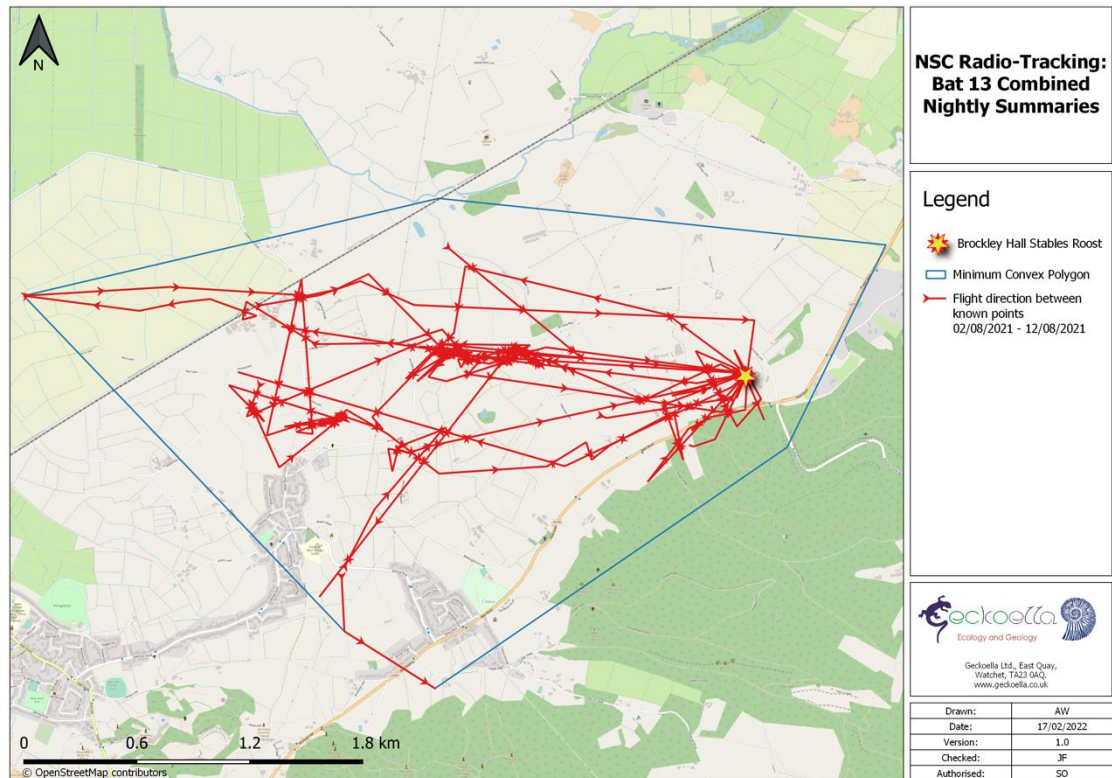 N
NSC Radio-Tracking:
Bat 13 Combined
Nightly Summaries
Legend
Brockley Hall Stables Roost
Minimum Convex Polygon
Flight direction between
known points
02/08/2021 - 12/08/2021
Geckoella
Ecology and Geology
Geckoella Ltd., East Quay,
Watchet, TA23 0AQ.
www.geckoella.co.uk
Drawn: AW
Date: 17/02/2022
Version: 1.0
Checked: JF
Authorised: SO
0 0.6 1.2 1.8 km
© OpenStreetMap contributors